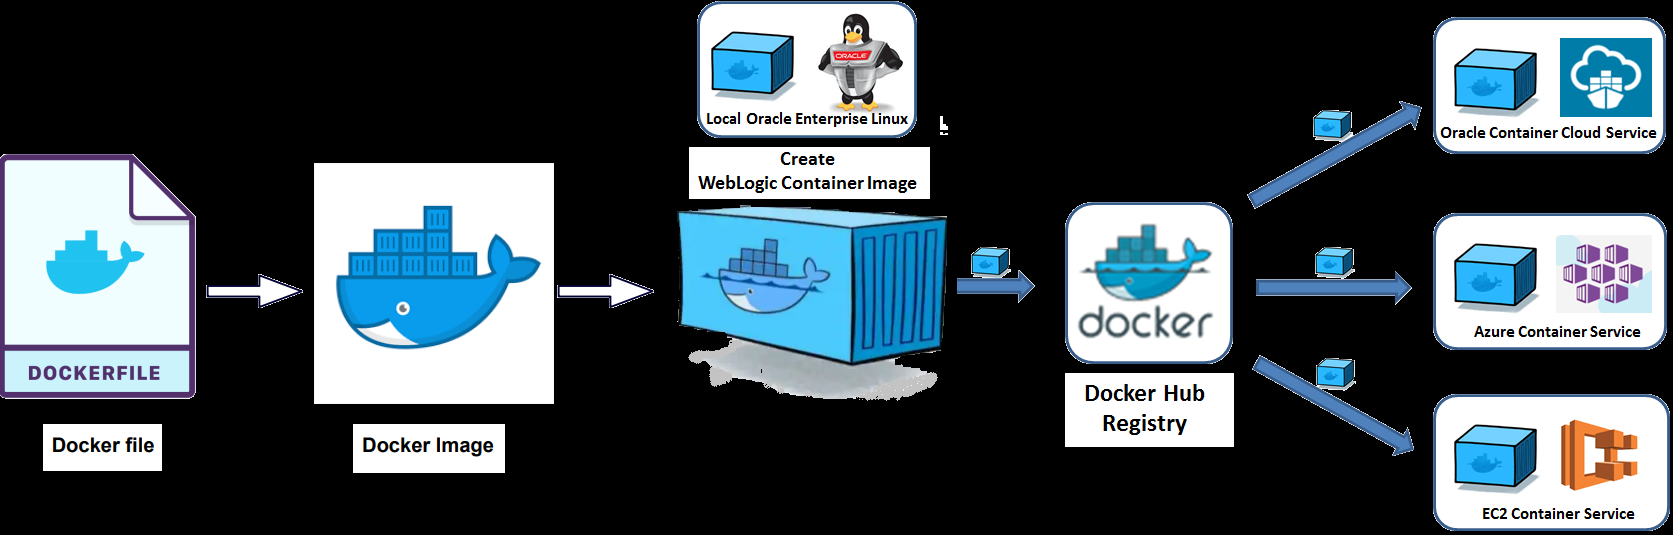 DOCKERFILE
Docker file
Docker Image
ORACLE
Local Oracle Enterprise Linux
Create
WebLogic Container Image
docker
Docker Hub
Registry
Oracle Container Cloud Service
Azure Container Service
EC2 Container Service